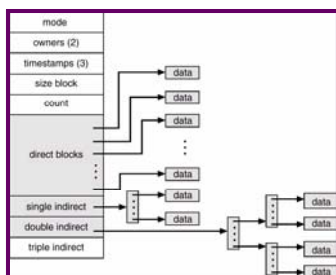 mode
owners (2)
timestamps (3)
size block
count
direct blocks
single indirect
double indirect
triple indirect
data
data
data
data
data
data
data
data
data
data